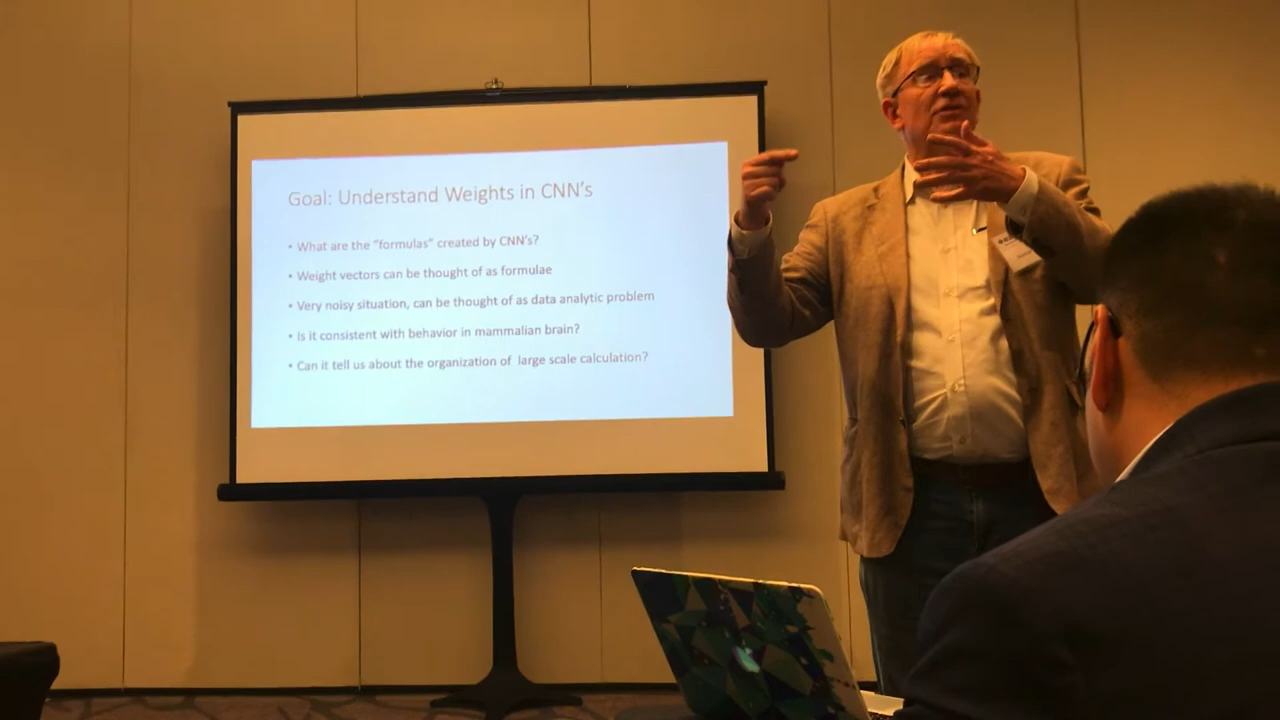 Goal: Understand Weights in CNN's
• What are the "formulas" created by CNN's?
• Weight vectors can be thought of as formulae
• Very noisy situation, can be thought of as data analytic problem
• Is it consistent with behavior in mammalian brain?
• Can it tell us about the organization of large scale calculation?